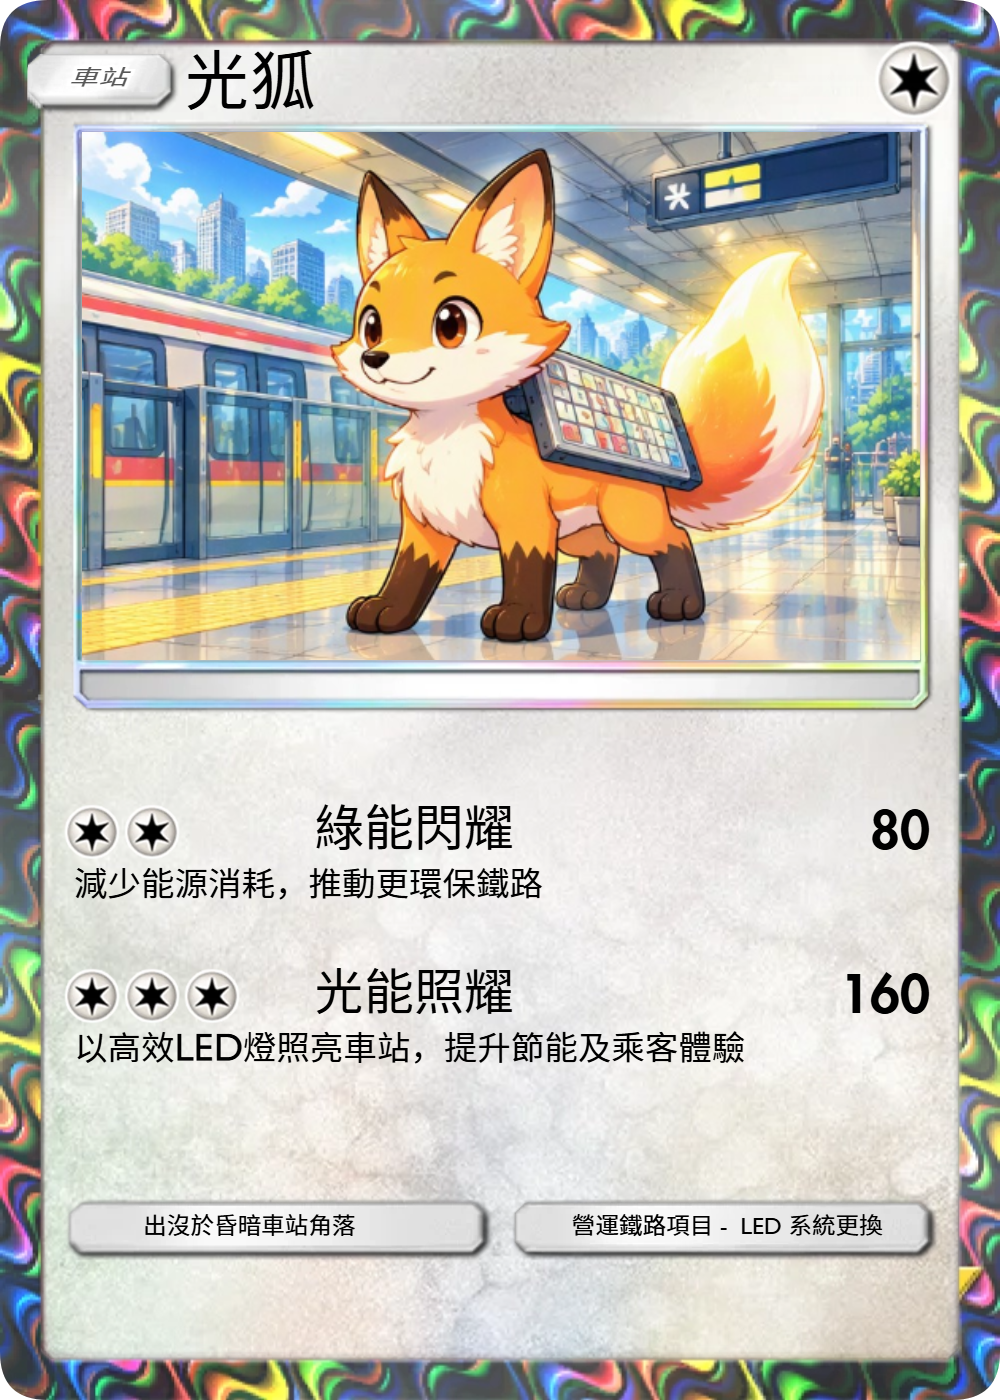 車站
光狐
綠能閃耀 80
減少能源消耗，推動更環保鐵路
光能照耀 160
以高效LED燈照亮車站，提升節能及乘客體驗
出沒於昏暗車站角落
營運鐵路項目 - LED 系統更換